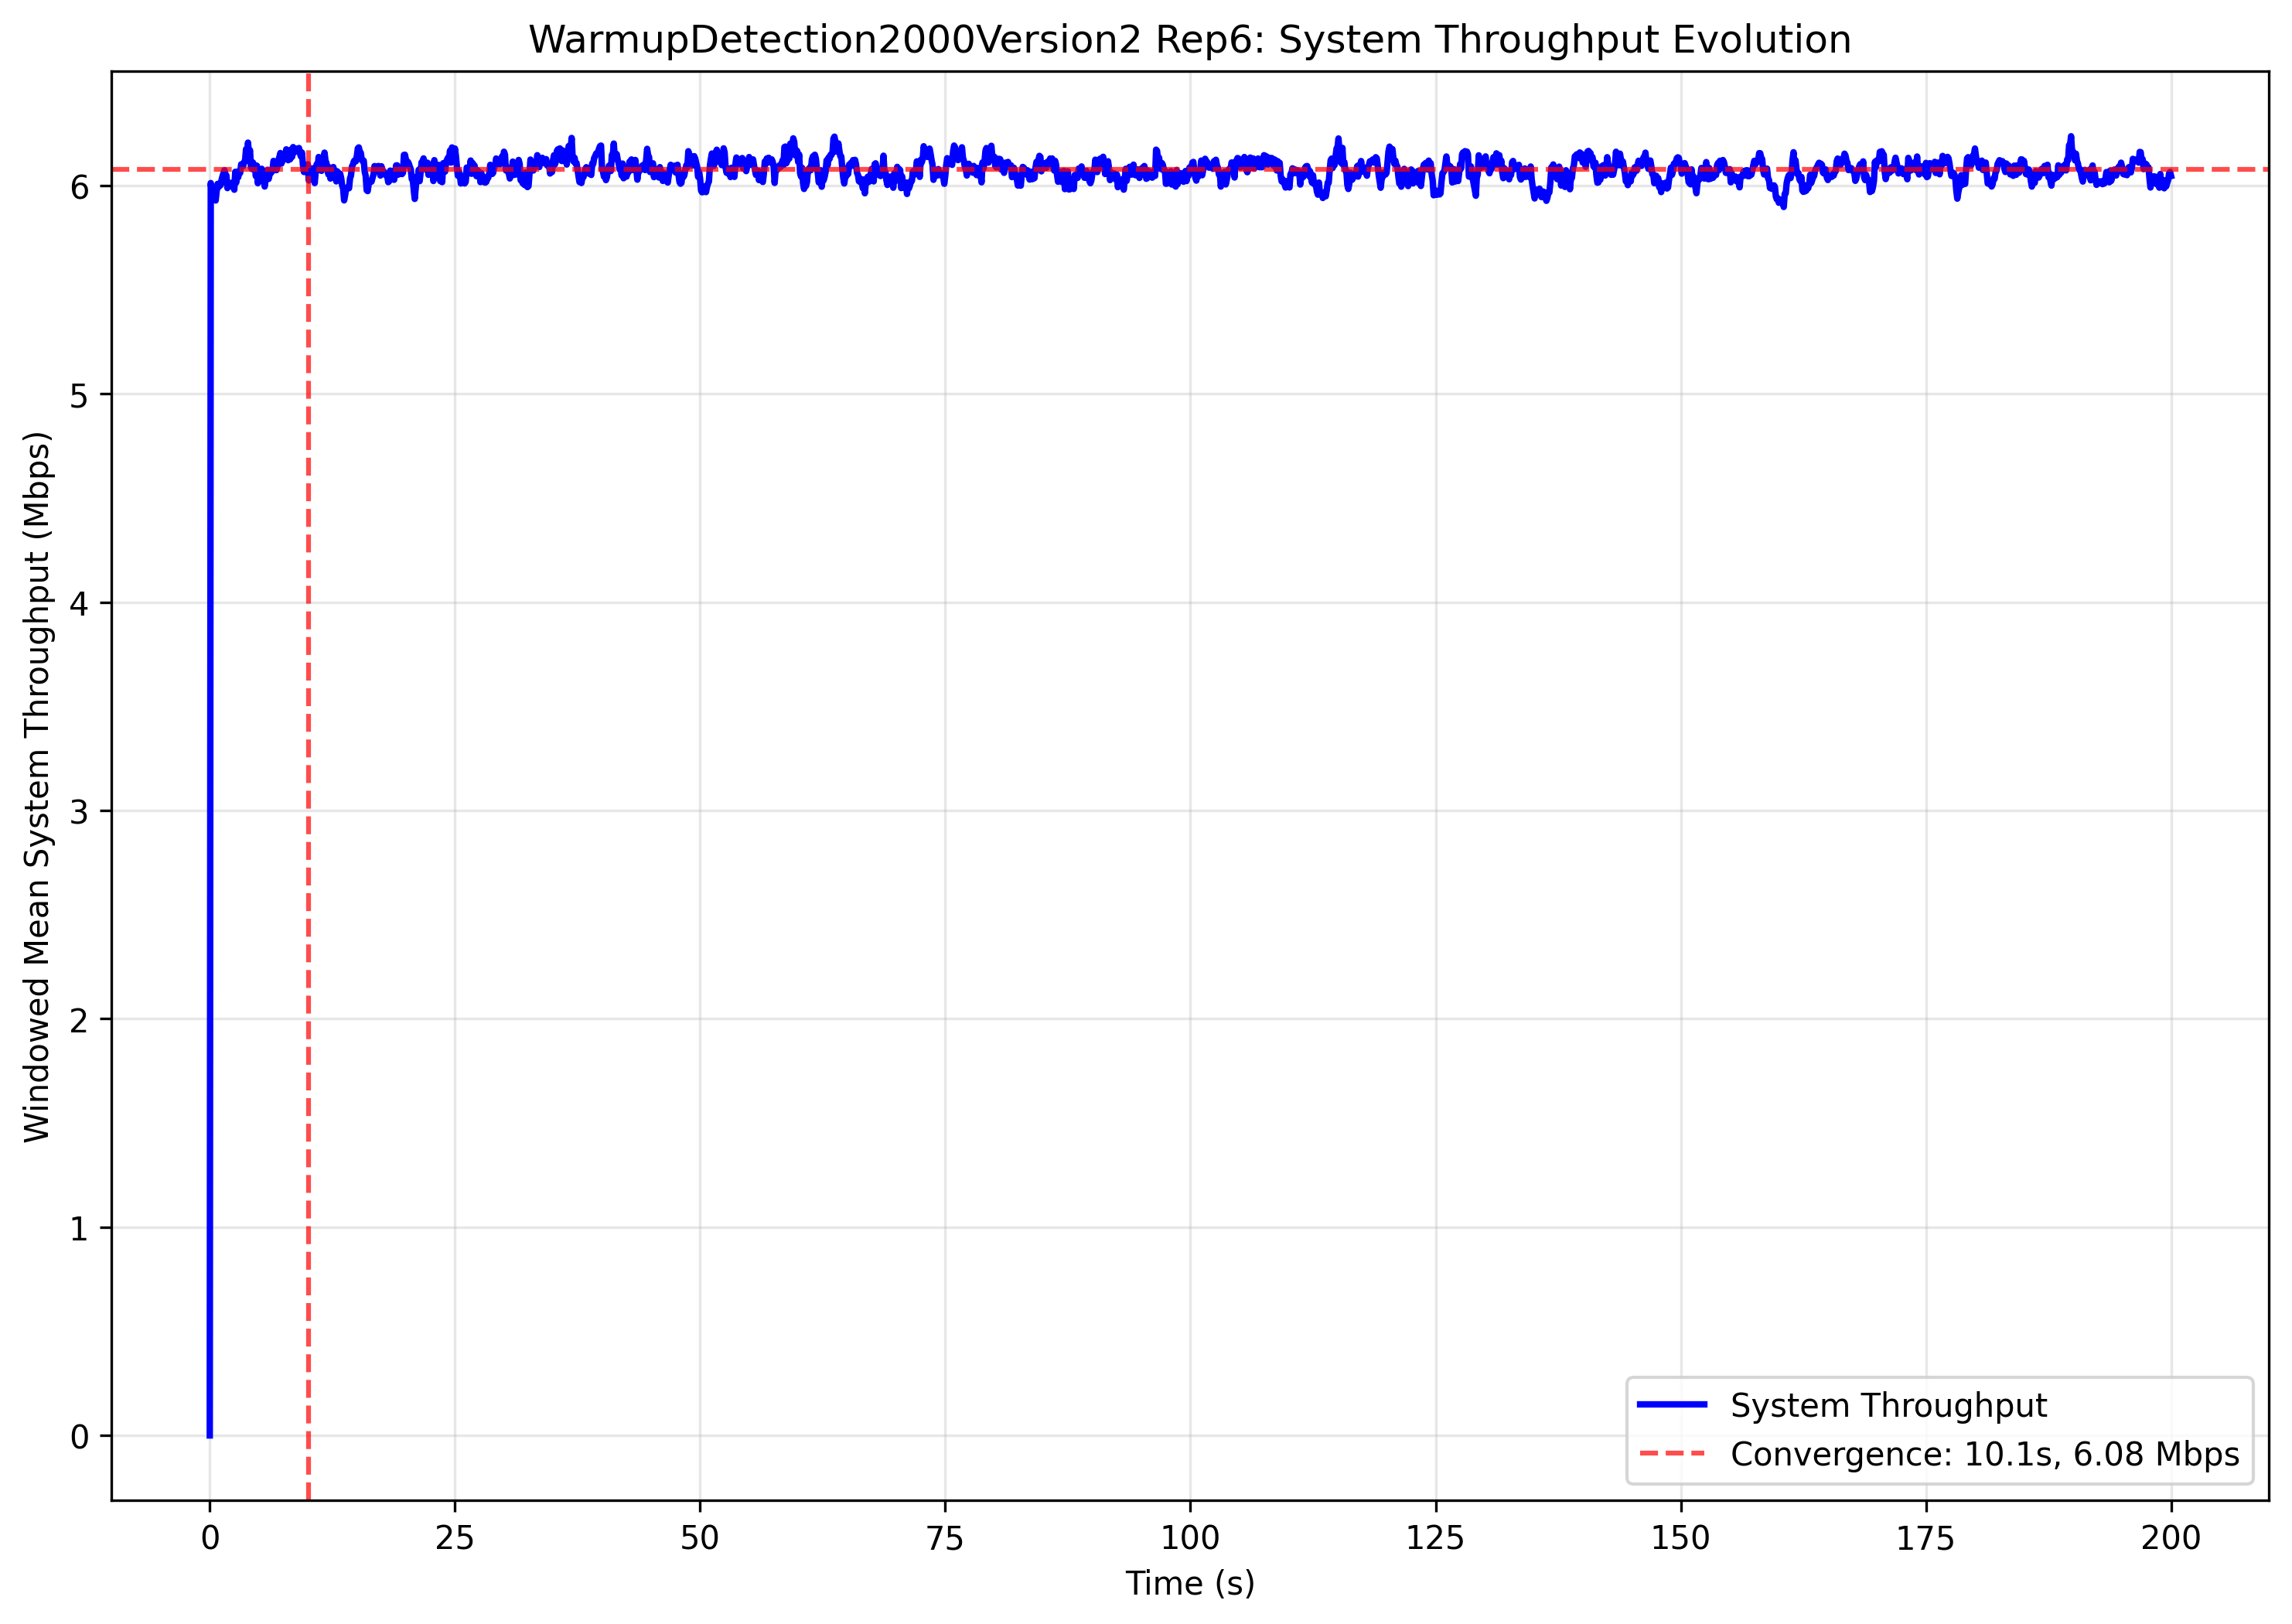 WarmupDetection2000Version2 Rep6: System Throughput Evolution
Windowed Mean System Throughput (Mbps)
6
5
4
3
2
1
0
0 25 50 75 100 125 150 175 200
Time (s)
System Throughput
Convergence: 10.1s, 6.08 Mbps